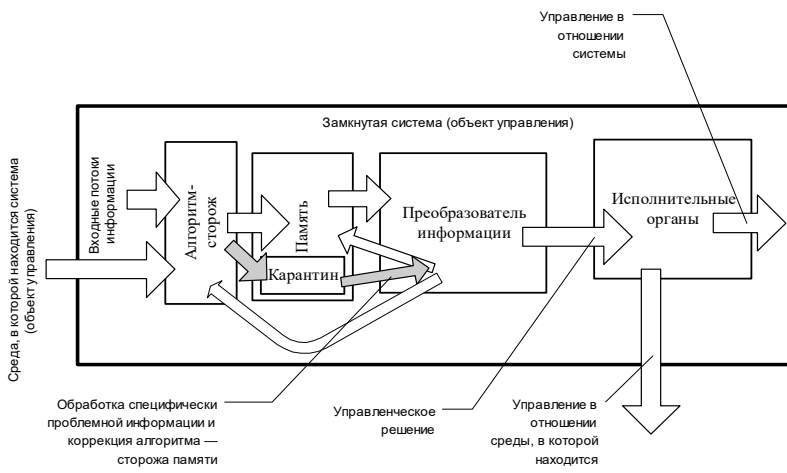 Управление в
отношении
системы
Замкнутая система (объект управления)
Среда, в которой находится система
(объект управления)
Входные потоки
информации
Алгоритм-
сторож
Память
Карантин
Преобразователь
информации
Исполнительные
органы
Обработка специфически
проблемной информации и
коррекция алгоритма —
сторожа памяти
Управленческое
решение
Управление в
отношении
среды, в которой
находится